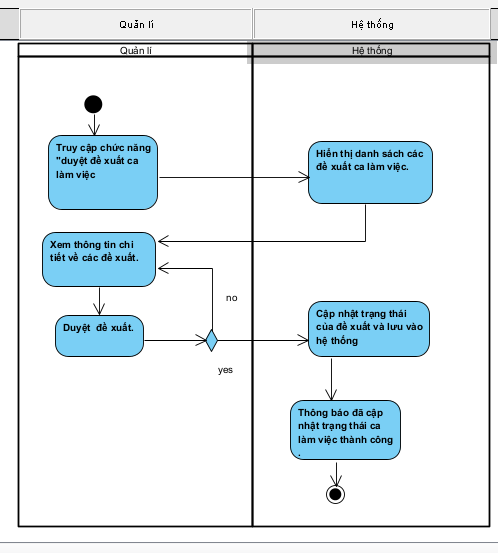 Quản lí
Hệ thống
Quản lí
Hệ thống
Truy cập chức năng
"duyệt đề xuất ca
làm việc
Hiển thị danh sách các
đề xuất ca làm việc.
Xem thông tin chi
tiết về các đề xuất.
no
Duyệt đề xuất.
yes
Cập nhật trạng thái
của đề xuất và lưu vào
hệ thống
Thông báo đã cập
nhật trạng thái ca
làm việc thành công
.